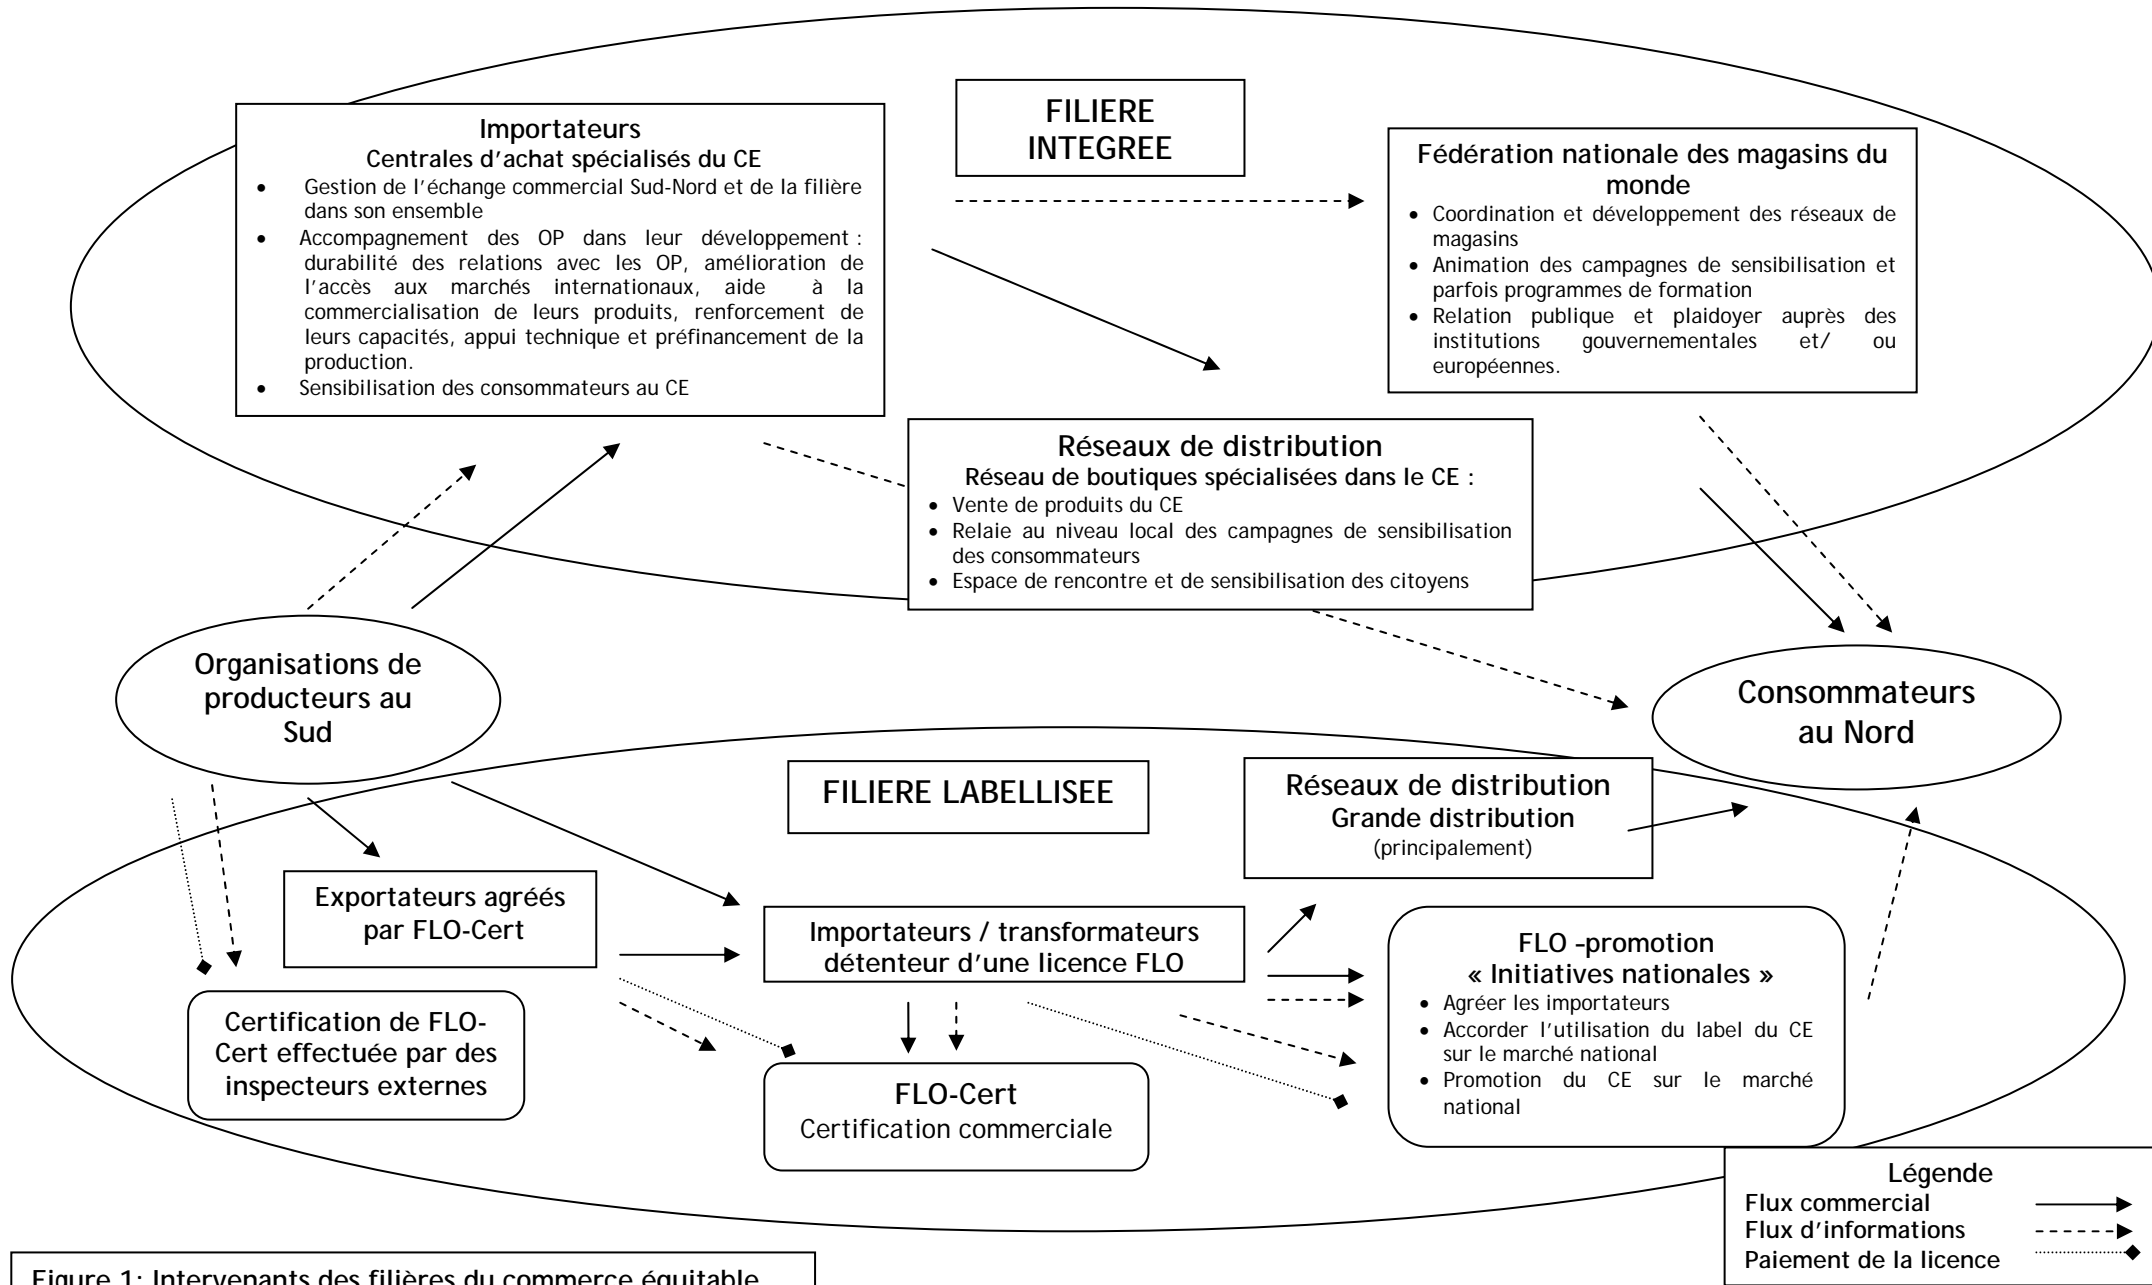 FILIERE
INTEGREE
Importateurs
Centrales d'achat spécialisés du CE
• Gestion de l'échange commercial Sud-Nord et de la filière
dans son ensemble
• Accompagnement des OP dans leur développement :
durabilité des relations avec les OP, amélioration de
l'accès aux marchés internationaux, aide à la
commercialisation de leurs produits, renforcement de
leurs capacités, appui technique et préfinancement de la
production.
• Sensibilisation des consommateurs au CE
Fédération nationale des magasins du
monde
• Coordination et développement des réseaux de
magasins
• Animation des campagnes de sensibilisation et
parfois programmes de formation
• Relation publique et plaidoyer auprès des
institutions gouvernementales et/ ou
européennes.
Réseaux de distribution
Réseau de boutiques spécialisées dans le CE :
• Vente de produits du CE
• Relaie au niveau local des campagnes de sensibilisation
des consommateurs
• Espace de rencontre et de sensibilisation des citoyens
Organisations de
producteurs au
Sud
Consommateurs
au Nord
FILIERE LABELLISEE
Réseaux de distribution
Grande distribution
(principalement)
Exportateurs agréés
par FLO-Cert
Importateurs / transformateurs
détenteur d'une licence FLO
FLO -promotion
« Initiatives nationales »
• Agréer les importateurs
• Accorder l'utilisation du label du CE
sur le marché national
• Promotion du CE sur le marché
national
Certification de FLO-
Cert effectuée par des
inspecteurs externes
FLO-Cert
Certification commerciale
Légende
Flux commercial
Flux d'informations
Paiement de la licence
Figure 1: Intervenants des filières du commerce équitable